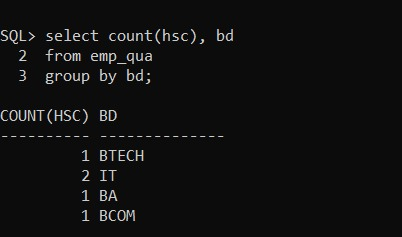 SQL> select count(hsc), bd
  2  from emp_qua
  3  group by bd;
COUNT(HSC) BD
---------- --------------
         1 BTECH
         2 IT
         1 BA
         1 BCOM